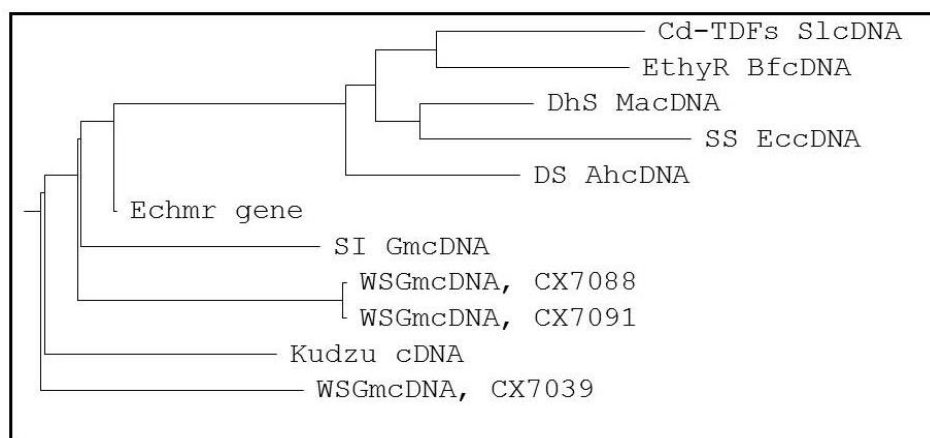 Cd-TDFs SlcDNA
EthyR BfcDNA
DhS MacDNA
SS EccDNA
DS AhcDNA
Echmr gene
SI GmcDNA
WSGmcDNA, CX7088
WSGmcDNA, CX7091
Kudzu cDNA
WSGmcDNA, CX7039